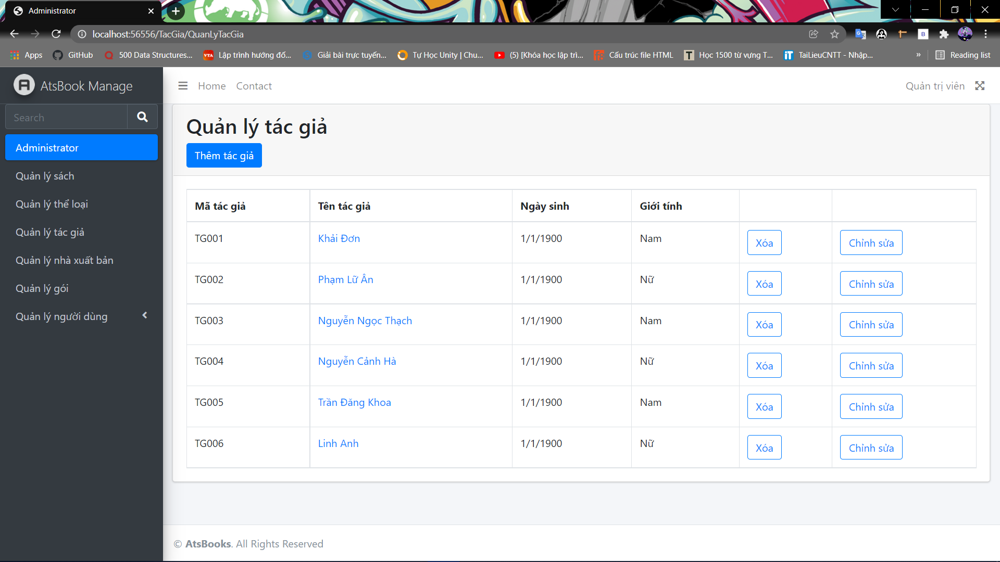 Administrator
localhost:56556/TacGia/QuanLyTacGia
Apps GitHub 500 Data Structures... Lập trình hướng đố... Giải bài trực tuyến... Tự Học Unity | Chu... (5) [Khóa học lập trì... Cấu trúc file HTML Học 1500 từ vựng T... TaiLieuCNTT - Nhập... » Reading list
AtsBook Manage
Search
Administrator
Quản lý sách
Quản lý thể loại
Quản lý tác giả
Quản lý nhà xuất bản
Quản lý gói
Quản lý người dùng
Home Contact Quản trị viên
Quản lý tác giả
Thêm tác giả
Mã tác giả Tên tác giả Ngày sinh Giới tính
TG001 Khải Đơn 1/1/1900 Nam Xóa Chỉnh sửa
TG002 Phạm Lữ Ân 1/1/1900 Nữ Xóa Chỉnh sửa
TG003 Nguyễn Ngọc Thạch 1/1/1900 Nam Xóa Chỉnh sửa
TG004 Nguyễn Cảnh Hà 1/1/1900 Nữ Xóa Chỉnh sửa
TG005 Trần Đăng Khoa 1/1/1900 Nam Xóa Chỉnh sửa
TG006 Linh Anh 1/1/1900 Nữ Xóa Chỉnh sửa
© AtsBooks. All Rights Reserved